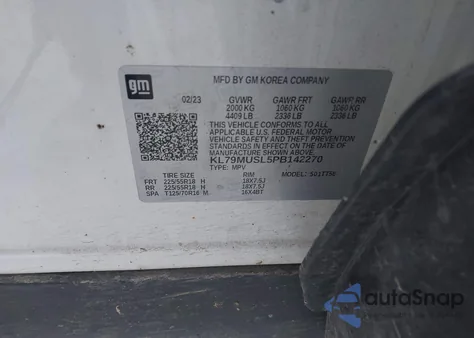 gm
MFD BY GM KOREA COMPANY
02/23 GVWR GAWR FRT GAWR RR
2000 KG 1060 KG 1060 KG
4409 LB 2336 LB 2336 LB
THIS VEHICLE CONFORMS TO ALL APPLICABLE
U.S. FEDERAL MOTOR
VEHICLE SAFETY AND THEFT PREVENTION
STANDARDS IN EFFECT ON THE DATE OF
MANUFACTURE SHOWN ABOVE.
KL79MUSL5PB142270
TYPE: MPV MODEL:
TIRE SIZE RIM
FRT 225/55R18 H 18X7.5J
RR 225/55R18 H 18X7.5J
SPA T125/70R16 M 16X4BT
autoSnap